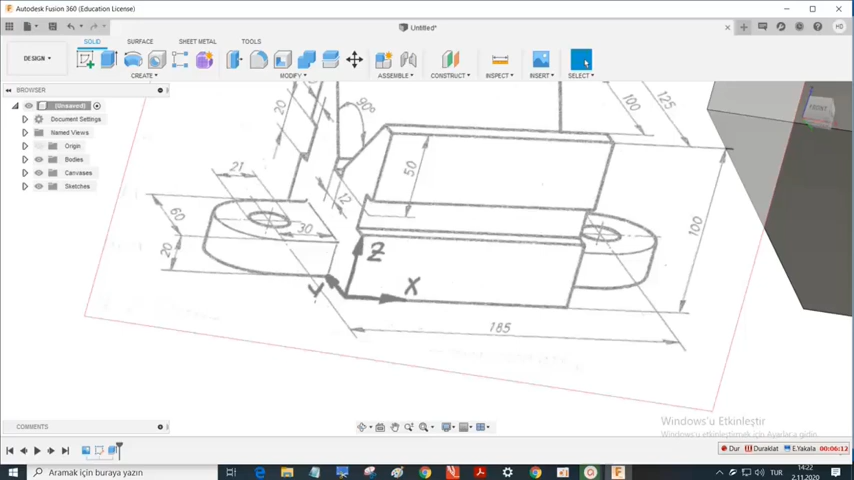 Autodesk Fusion 360 (Education License)
Untitled*
SOLID SURFACE SHEET METAL TOOLS
DESIGN
CREATE MODIFY ASSEMBLE CONSTRUCT INSPECT INSERT SELECT
BROWSER
(Unsaved)
Document Settings
Named Views
Origin
Bodies
Canvases
Sketches
FRONT
20
90°
100
125
50
21
12
60
30
20
100
Z
X
Y
185
COMMENTS
Windows'u Etkinleştir
Windows'u etkinleştirmek için Ayarlar'a gidin.
Dur Duraklat E.Yakala 00:06:12
Aramak için buraya yazın
TUR
14:22
2.11.2020